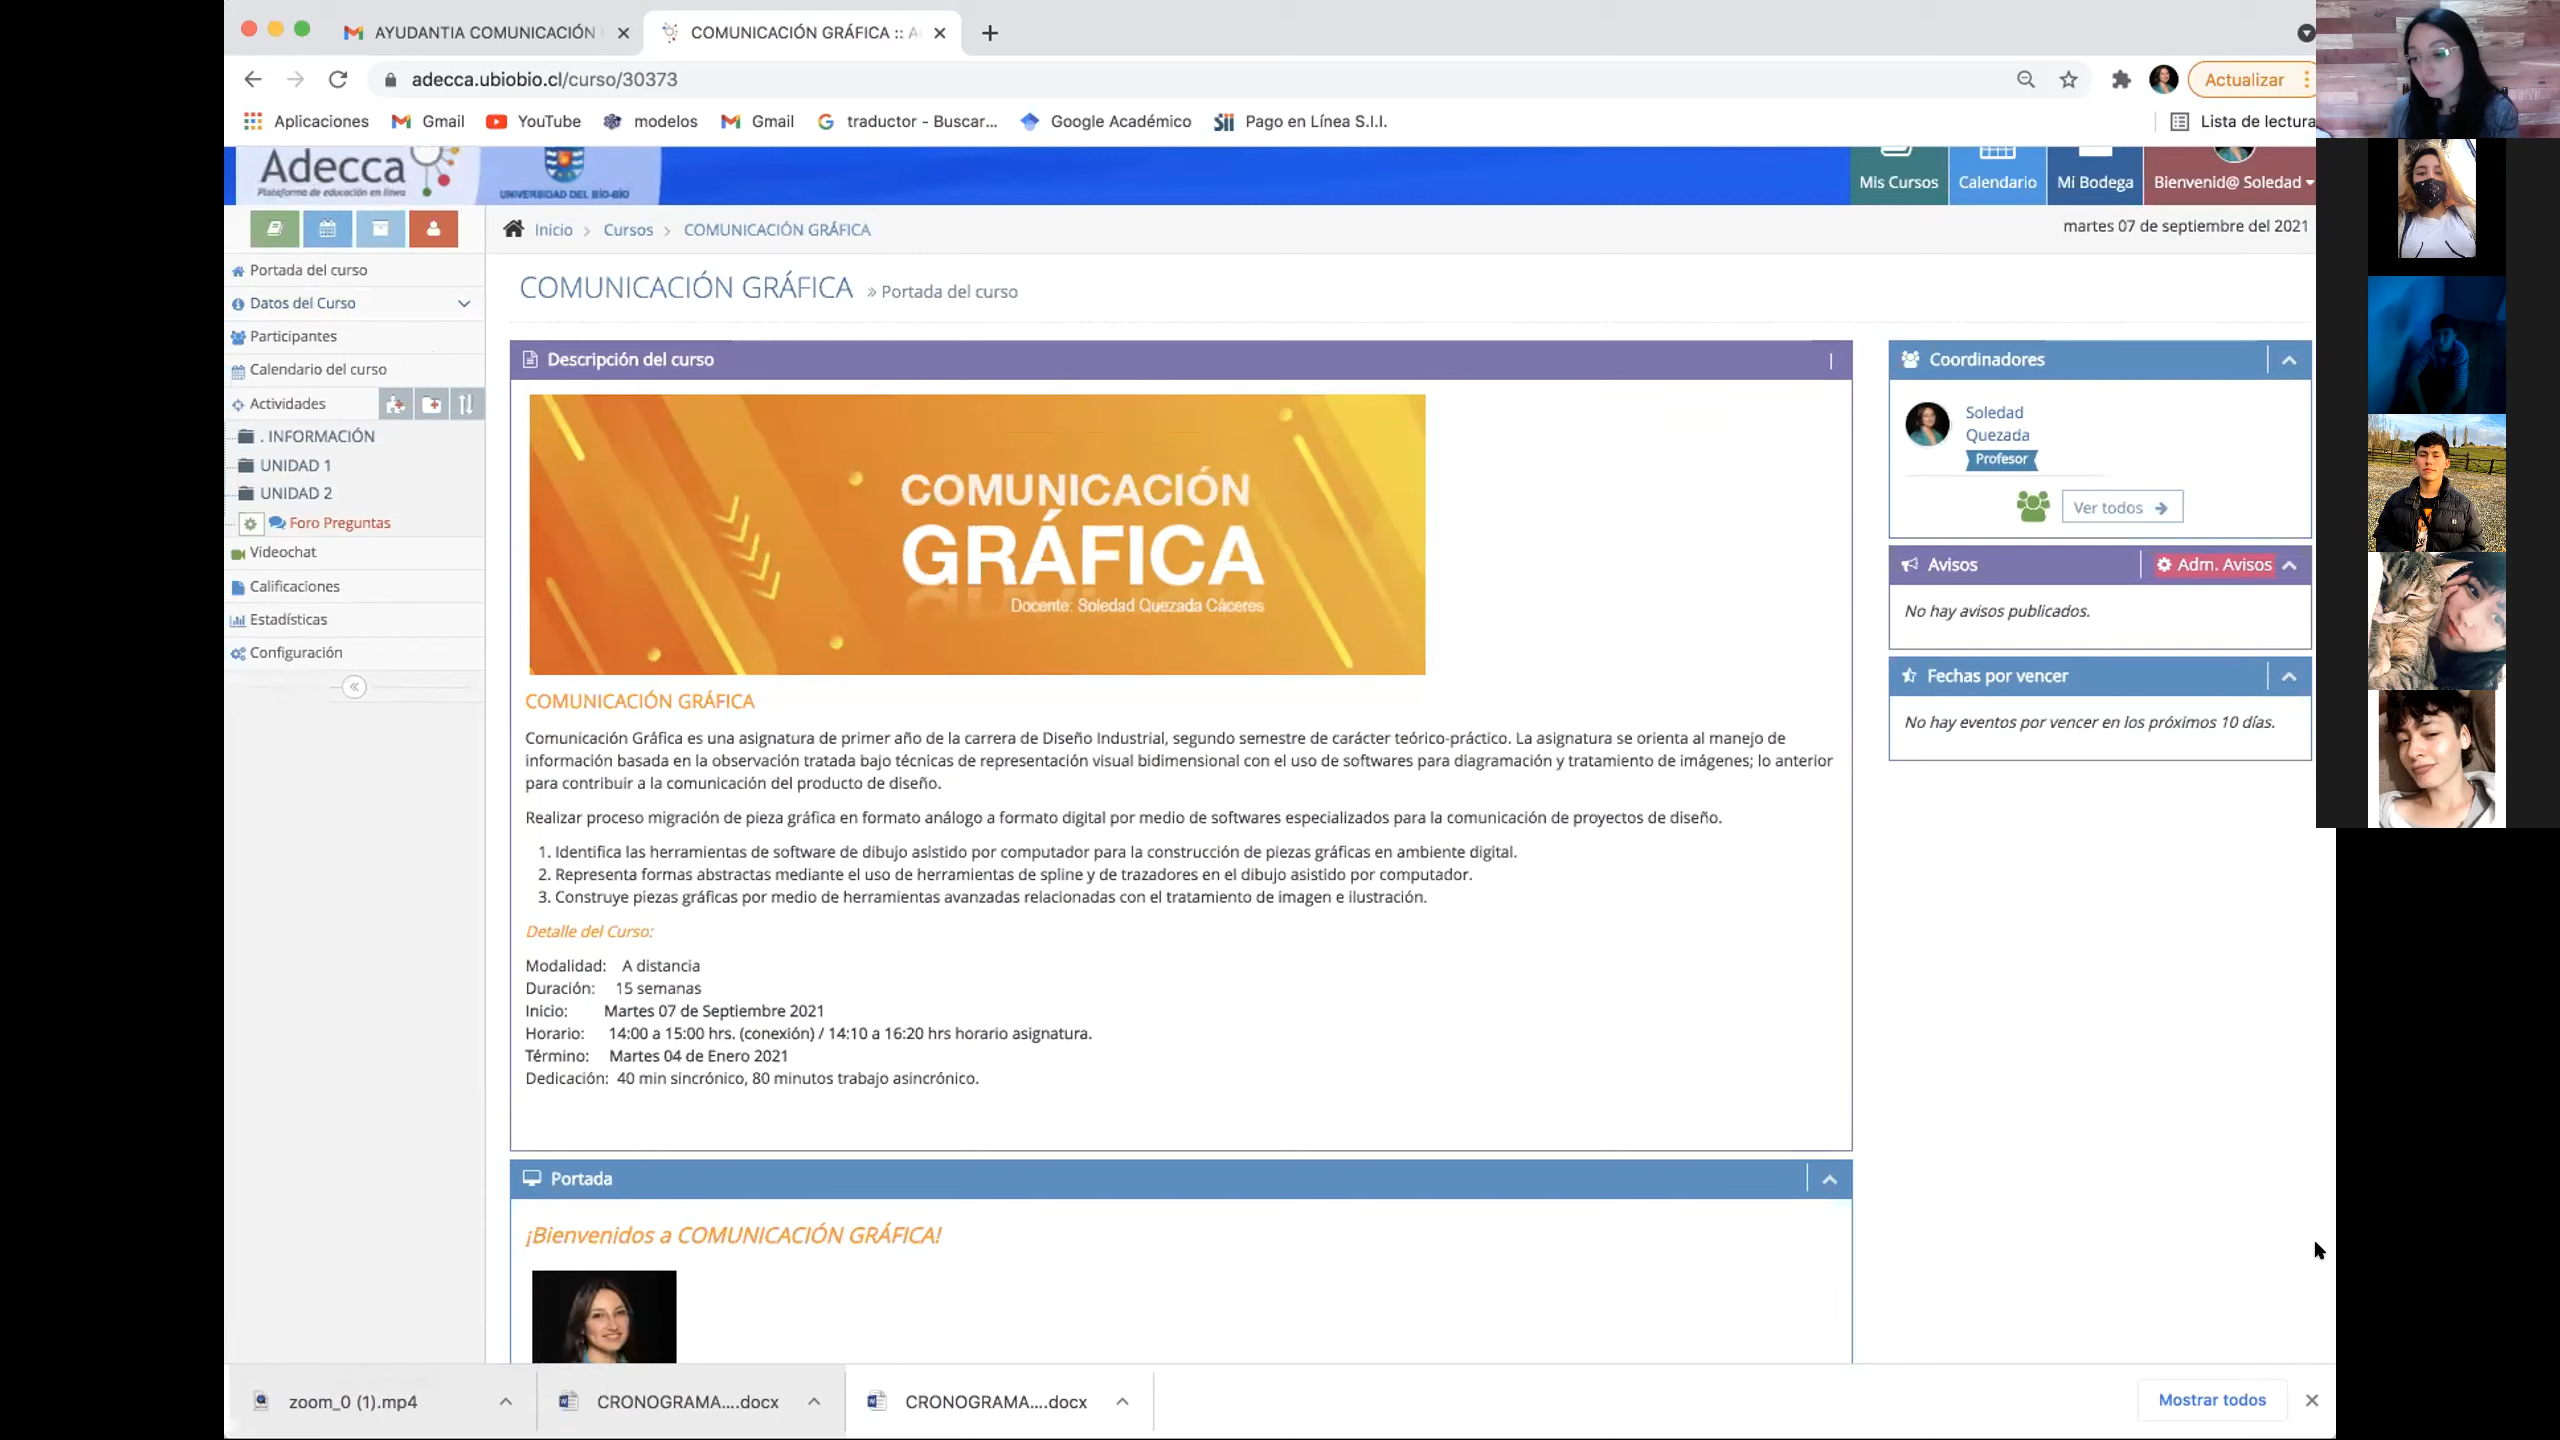 AYUDANTIA COMUNICACIÓN
COMUNICACIÓN GRÁFICA :: A
adecca.ubiobio.cl/curso/30373
Actualizar
Aplicaciones
Gmail
YouTube
modelos
Gmail
traductor - Buscar...
Google Académico
Sii Pago en Línea S.I.I.
Lista de lectura
Adecca
Plataforma de educación en línea
UNIVERSIDAD DEL BÍO-BÍO
Mis Cursos
Calendario
Mi Bodega
Bienvenid@ Soledad
Inicio > Cursos > COMUNICACIÓN GRÁFICA
martes 07 de septiembre del 2021
Portada del curso
Datos del Curso
Participantes
Calendario del curso
Actividades
. INFORMACIÓN
UNIDAD 1
UNIDAD 2
Foro Preguntas
Videochat
Calificaciones
Estadísticas
Configuración
COMUNICACIÓN GRÁFICA » Portada del curso
Descripción del curso
COMUNICACIÓN
GRÁFICA
Docente: Soledad Quezada Cáceres
COMUNICACIÓN GRÁFICA
Comunicación Gráfica es una asignatura de primer año de la carrera de Diseño Industrial, segundo semestre de carácter teórico-práctico. La asignatura se orienta al manejo de
información basada en la observación tratada bajo técnicas de representación visual bidimensional con el uso de softwares para diagramación y tratamiento de imágenes; lo anterior
para contribuir a la comunicación del producto de diseño.
Realizar proceso migración de pieza gráfica en formato análogo a formato digital por medio de softwares especializados para la comunicación de proyectos de diseño.
1. Identifica las herramientas de software de dibujo asistido por computador para la construcción de piezas gráficas en ambiente digital.
2. Representa formas abstractas mediante el uso de herramientas de spline y de trazadores en el dibujo asistido por computador.
3. Construye piezas gráficas por medio de herramientas avanzadas relacionadas con el tratamiento de imagen e ilustración.
Detalle del Curso:
Modalidad: A distancia
Duración: 15 semanas
Inicio: Martes 07 de Septiembre 2021
Horario: 14:00 a 15:00 hrs. (conexión) / 14:10 a 16:20 hrs horario asignatura.
Término: Martes 04 de Enero 2021
Dedicación: 40 min sincrónico, 80 minutos trabajo asincrónico.
Portada
¡Bienvenidos a COMUNICACIÓN GRÁFICA!
Coordinadores
Soledad
Quezada
Profesor
Ver todos
Avisos
Adm. Avisos
No hay avisos publicados.
Fechas por vencer
No hay eventos por vencer en los próximos 10 días.
zoom_0 (1).mp4
CRONOGRAMA....docx
CRONOGRAMA....docx
Mostrar todos